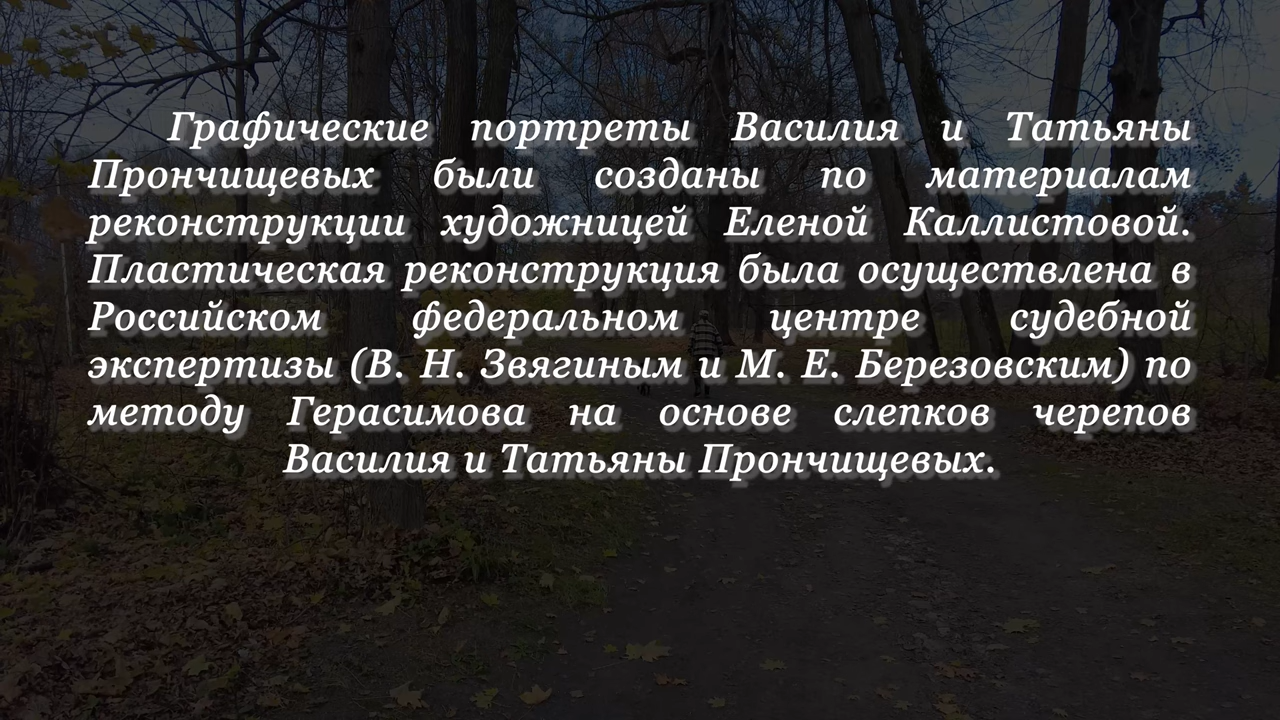 Графические портреты Василия и Татьяны
Прончищевых были созданы по материалам
реконструкции художницей Еленой Каллистовой.
Пластическая реконструкция была осуществлена в
Российском федеральном центре судебной
экспертизы (В. Н. Звягиным и М. Е. Березовским) по
методу Герасимова на основе слепков черепов
Василия и Татьяны Прончищевых.